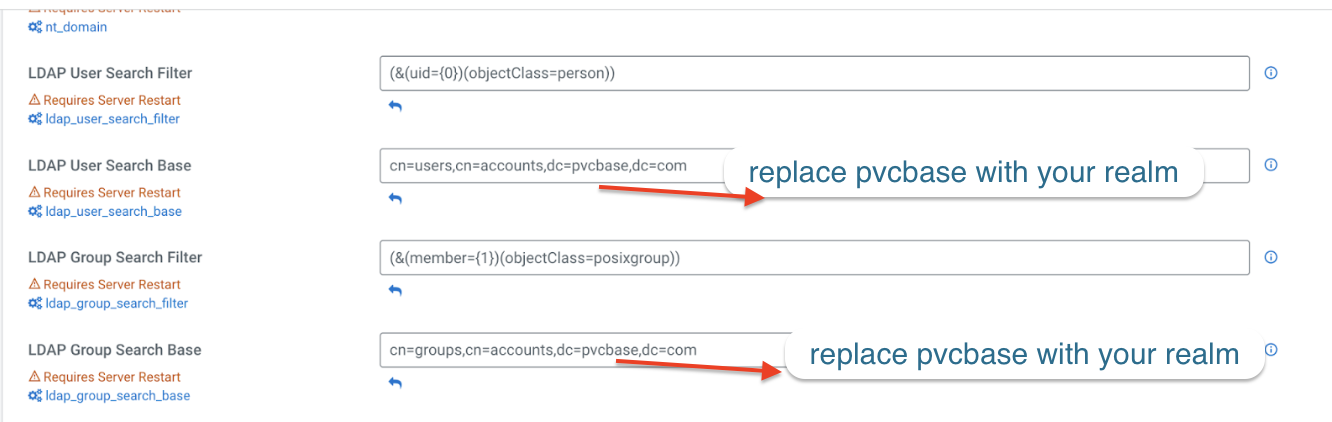 Requires Server Restart
nt_domain
LDAP User Search Filter
(&(uid={0})(objectClass=person))
Requires Server Restart
ldap_user_search_filter
LDAP User Search Base
cn=users,cn=accounts,dc=pvcbase,dc=com
replace pvcbase with your realm
Requires Server Restart
ldap_user_search_base
LDAP Group Search Filter
(&(member={1})(objectClass=posixgroup))
Requires Server Restart
ldap_group_search_filter
LDAP Group Search Base
cn=groups,cn=accounts,dc=pvcbase,dc=com
replace pvcbase with your realm
Requires Server Restart
ldap_group_search_base